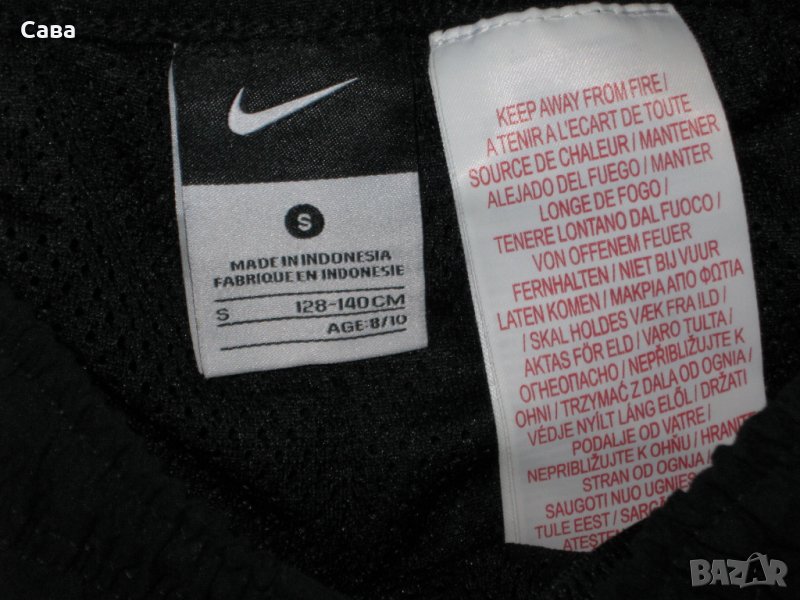 Сава
S
MADE IN INDONESIA
FABRIQUE EN INDONESIE
S 128-140 CM
AGE: 8/10
KEEP AWAY FROM FIRE /
A TENIR A L'ECART DE TOUTE
SOURCE DE CHALEUR / MANTENER
ALEJADO DEL FUEGO / MANTER
LONGE DE FOGO /
TENERE LONTANO DAL FUOCO /
VON OFFENEM FEUER
FERNHALTEN / NIET BIJ VUUR
LATEN KOMEN / ΜΑΚΡΙΑ ΑΠΟ ΦΩΤΙΑ
/ SKAL HOLDES VÆK FRA ILD /
AKTAS FÖR ELD / VARO TULTA /
ОГНЕОПАСНО / NEPŘIBLIŽUJTE K
OHNI / TRZYMAĆ Z DALA OD OGNIA /
VÉDJE NYÍLT LÁNG ELŐL / DRŽATI
PODALJE OD VATRE /
NEPRIBLIŽUJTE K OHŇU / HRANITE
STRAN OD OGNJA /
SAUGOTI NUO UGNIES
TULE EEST /
BAZAR